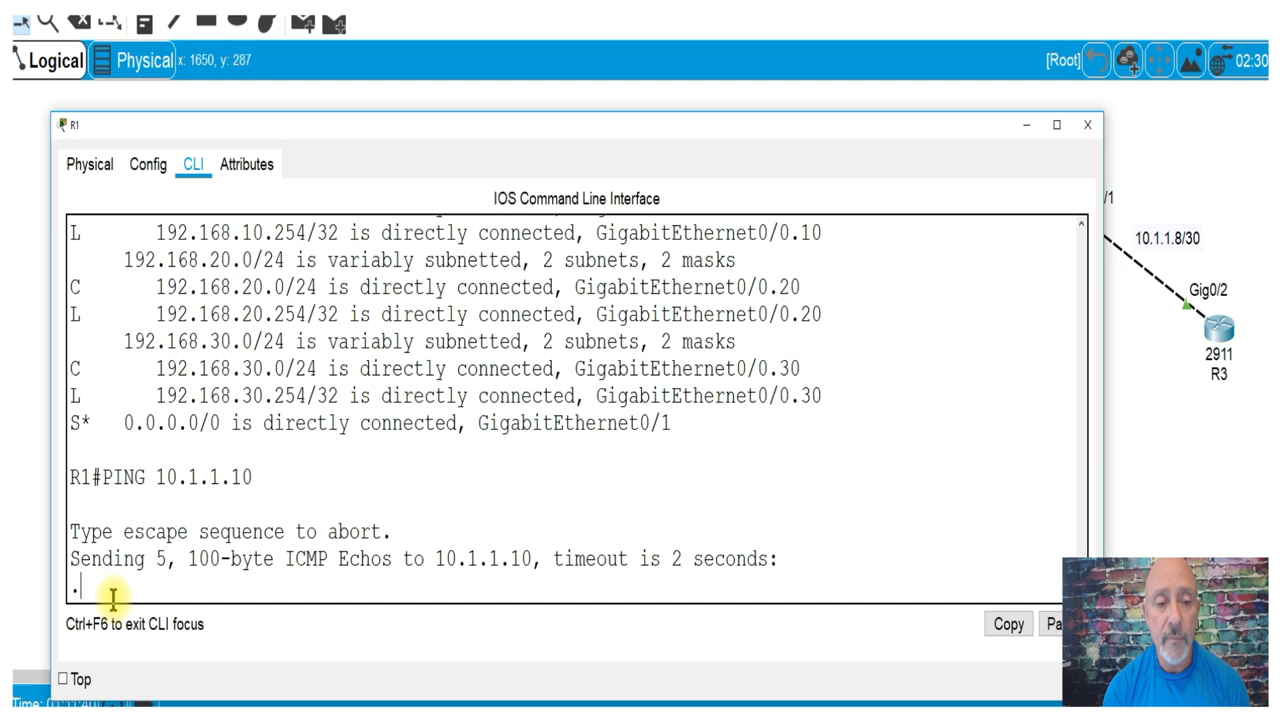 Logical
Physical
x: 1650, y: 287
[Root]
02:30
R1
Physical
Config
CLI
Attributes
IOS Command Line Interface
L 192.168.10.254/32 is directly connected, GigabitEthernet0/0.10
192.168.20.0/24 is variably subnetted, 2 subnets, 2 masks
C 192.168.20.0/24 is directly connected, GigabitEthernet0/0.20
L 192.168.20.254/32 is directly connected, GigabitEthernet0/0.20
192.168.30.0/24 is variably subnetted, 2 subnets, 2 masks
C 192.168.30.0/24 is directly connected, GigabitEthernet0/0.30
L 192.168.30.254/32 is directly connected, GigabitEthernet0/0.30
S* 0.0.0.0/0 is directly connected, GigabitEthernet0/1
R1#PING 10.1.1.10
Type escape sequence to abort.
Sending 5, 100-byte ICMP Echos to 10.1.1.10, timeout is 2 seconds:
.
Ctrl+F6 to exit CLI focus
Copy
Pa
Top
/1
10.1.1.8/30
Gig0/2
2911
R3